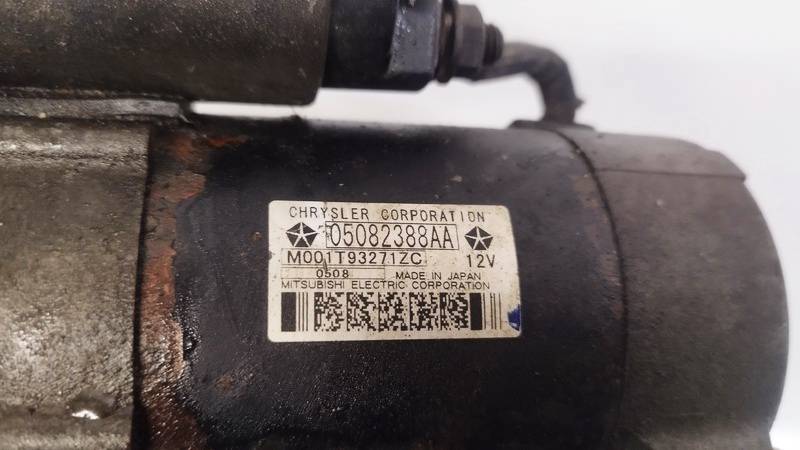 CHRYSLER CORPORATION
05082388AA
M001T93271ZC 12V
0508 MADE IN JAPAN
MITSUBISHI ELECTRIC CORPORATION